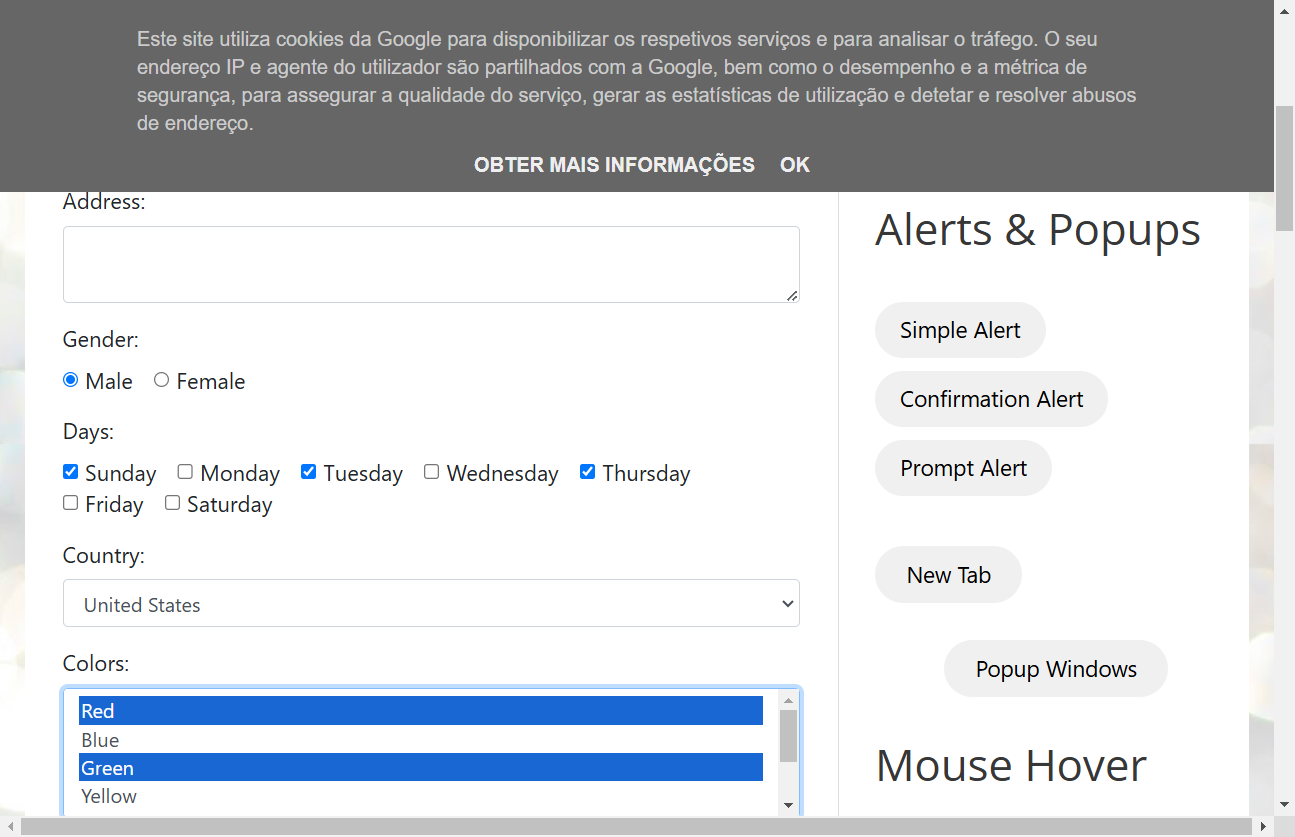 Este site utiliza cookies da Google para disponibilizar os respetivos serviços e para analisar o tráfego. O seu
endereço IP e agente do utilizador são partilhados com a Google, bem como o desempenho e a métrica de
segurança, para assegurar a qualidade do serviço, gerar as estatísticas de utilização e detetar e resolver abusos
de endereço.
OBTER MAIS INFORMAÇÕES OK
Address:
Gender:
Male Female
Days:
Sunday Monday Tuesday Wednesday Thursday
Friday Saturday
Country:
United States
Colors:
Red
Blue
Green
Yellow
Alerts & Popups
Simple Alert
Confirmation Alert
Prompt Alert
New Tab
Popup Windows
Mouse Hover